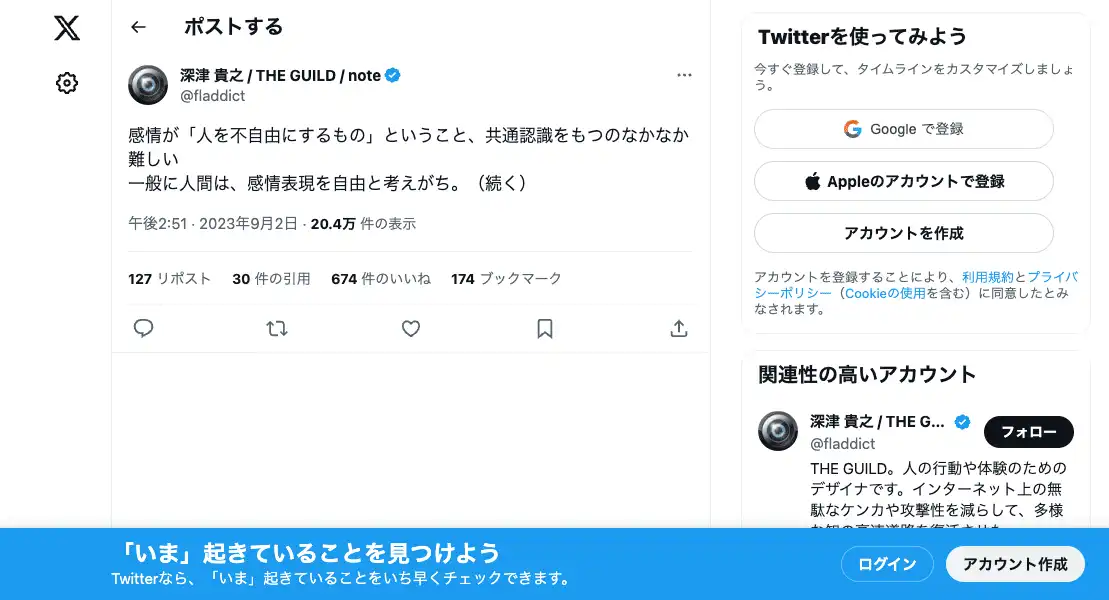 ポストする
深津 貴之 / THE GUILD / note
@fladdict
感情が「人を不自由にするもの」ということ、共通認識をもつのなかなか
難しい
一般に人間は、感情表現を自由と考えがち。（続く）
午後2:51 · 2023年9月2日 · 20.4万 件の表示
127 リポスト 30 件の引用 674 件のいいね 174 ブックマーク
Twitterを使ってみよう
今すぐ登録して、タイムラインをカスタマイズしましょ
う。
Google で登録
Appleのアカウントで登録
アカウントを作成
アカウントを登録することにより、利用規約とプライバ
シーポリシー（Cookieの使用を含む）に同意したとみ
なされます。
関連性の高いアカウント
深津 貴之 / THE G...
@fladdict
フォロー
THE GUILD。人の行動や体験のための
デザイナです。インターネット上の無
駄なケンカや攻撃性を減らして、多様
「いま」起きていることを見つけよう
Twitterなら、「いま」起きていることをいち早くチェックできます。
ログイン
アカウント作成